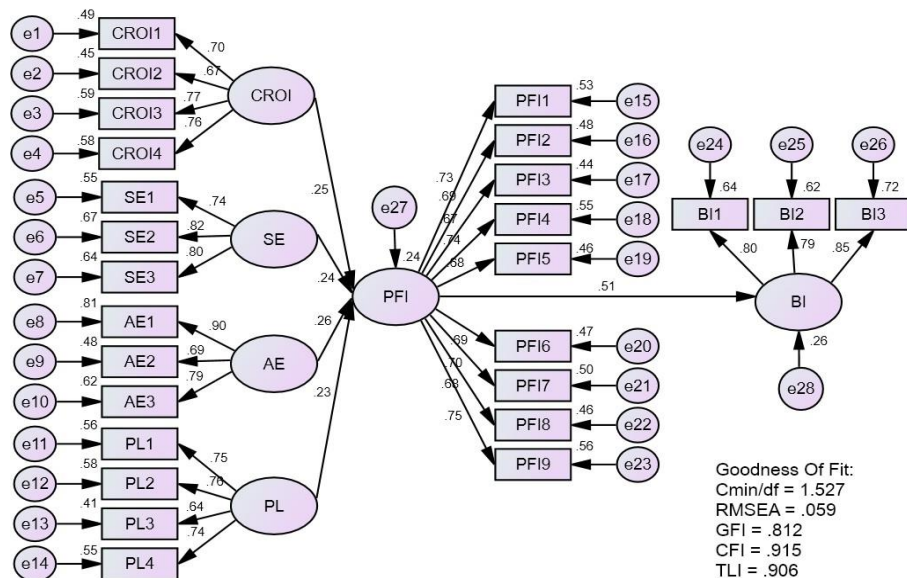 e1 .49 CROI1 .70
e2 .45 CROI2 .67
e3 .59 CROI3 .77
e4 .58 CROI4 .76
CROI
.25
e5 .55 SE1 .74
e6 .67 SE2 .82
e7 .64 SE3 .80
SE
.24
e8 .81 AE1 .90
e9 .48 AE2 .69
e10 .62 AE3 .79
AE
.26
e11 .56 PL1 .75
e12 .58 PL2 .76
e13 .41 PL3 .64
e14 .55 PL4 .74
PL
.23
e27
.24
PFI
.73 PFI1 .53 e15
.69 PFI2 .48 e16
.67 PFI3 .44 e17
.74 PFI4 .55 e18
.68 PFI5 .46 e19
.69 PFI6 .47 e20
.70 PFI7 .50 e21
.68 PFI8 .46 e22
.75 PFI9 .56 e23
.51
e24 e25 e26
.64 .62 .72
BI1 BI2 BI3
.80 .79 .85
BI
.26
e28
Goodness Of Fit:
Cmin/df = 1.527
RMSEA = .059
GFI = .812
CFI = .915
TLI = .906